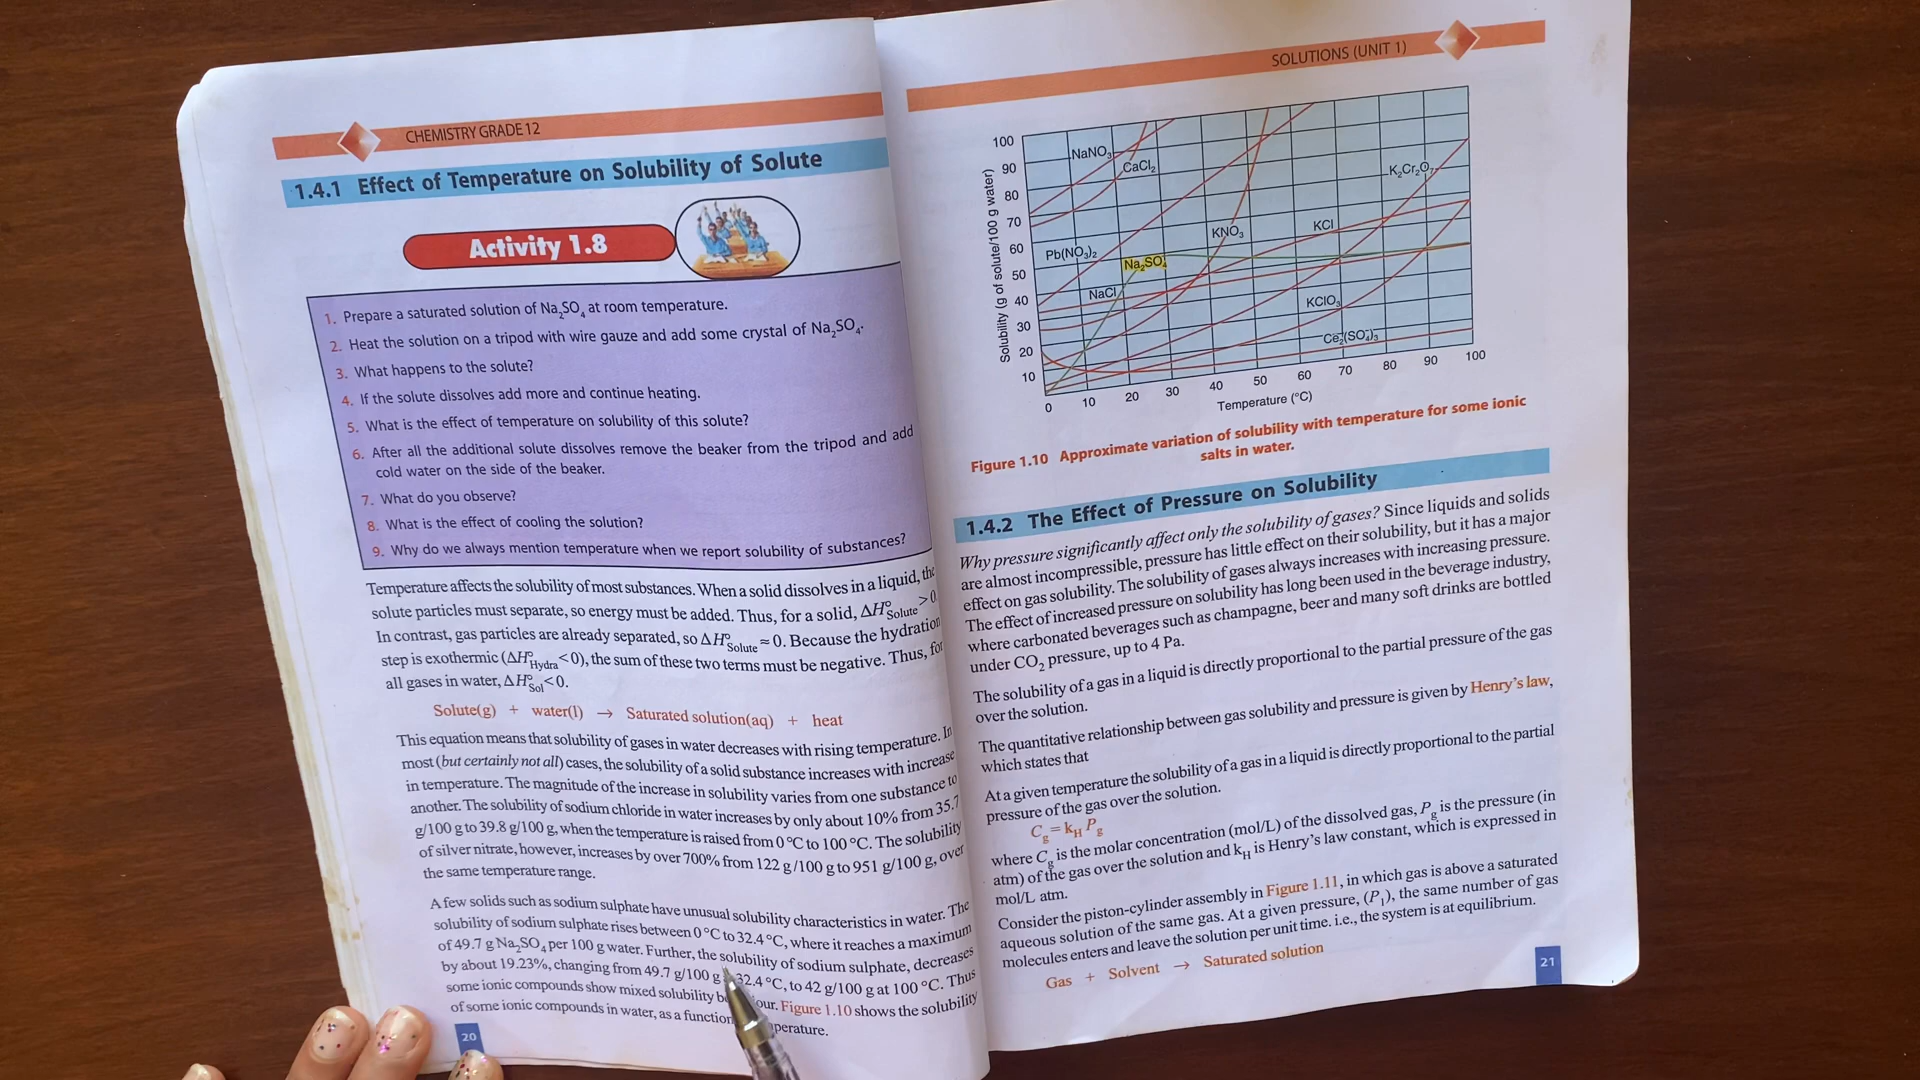 CHEMISTRY GRADE 12
1.4.1 Effect of Temperature on Solubility of Solute
Activity 1.8
1. Prepare a saturated solution of Na2SO4 at room temperature.
2. Heat the solution on a tripod with wire gauze and add some crystal of Na2SO4.
3. What happens to the solute?
4. If the solute dissolves add more and continue heating.
5. What is the effect of temperature on solubility of this solute?
6. After all the additional solute dissolves remove the beaker from the tripod and add
cold water on the side of the beaker.
7. What do you observe?
8. What is the effect of cooling the solution?
9. Why do we always mention temperature when we report solubility of substances?
Temperature affects the solubility of most substances. When a solid dissolves in a liquid, the
solute particles must separate, so energy must be added. Thus, for a solid, ΔH°Solute > 0
In contrast, gas particles are already separated, so ΔH°Solute ≈ 0. Because the hydration
step is exothermic (ΔH°Hydra < 0), the sum of these two terms must be negative. Thus, for
all gases in water, ΔH°Sol < 0.
Solute(g) + water(l) → Saturated solution(aq) + heat
This equation means that solubility of gases in water decreases with rising temperature. In
most (but certainly not all) cases, the solubility of a solid substance increases with increase
in temperature. The magnitude of the increase in solubility varies from one substance to
another. The solubility of sodium chloride in water increases by only about 10% from 35.7
g/100 g to 39.8 g/100 g, when the temperature is raised from 0 °C to 100 °C. The solubility
of silver nitrate, however, increases by over 700% from 122 g/100 g to 951 g/100 g, over
the same temperature range.
A few solids such as sodium sulphate have unusual solubility characteristics in water. The
solubility of sodium sulphate rises between 0 °C to 32.4 °C, where it reaches a maximum
of 49.7 g Na2SO4 per 100 g water. Further, the solubility of sodium sulphate, decreases
by about 19.23%, changing from 49.7 g/100 g 32.4 °C, to 42 g/100 g at 100 °C. Thus
some ionic compounds show mixed solubility Figure 1.10 shows the solubility
of some ionic compounds in water, as a function
20
SOLUTIONS (UNIT 1)
Solubility (g of solute/100 g water)
100
90
80
70
60
50
40
30
20
10
NaNO3
CaCl2
K2Cr2O7
KNO3
KCl
Pb(NO3)2
Na2SO4
NaCl
KClO3
Ce2(SO4)3
0 10 20 30 40 50 60 70 80 90 100
Temperature (°C)
Figure 1.10 Approximate variation of solubility with temperature for some ionic
salts in water.
1.4.2 The Effect of Pressure on Solubility
Why pressure significantly affect only the solubility of gases? Since liquids and solids
are almost incompressible, pressure has little effect on their solubility, but it has a major
effect on gas solubility. The solubility of gases always increases with increasing pressure.
The effect of increased pressure on solubility has long been used in the beverage industry,
where carbonated beverages such as champagne, beer and many soft drinks are bottled
under CO2 pressure, up to 4 Pa.
The solubility of a gas in a liquid is directly proportional to the partial pressure of the gas
over the solution.
The quantitative relationship between gas solubility and pressure is given by Henry's law,
which states that
At a given temperature the solubility of a gas in a liquid is directly proportional to the partial
pressure of the gas over the solution.
Cg = kH Pg
where Cg is the molar concentration (mol/L) of the dissolved gas, Pg is the pressure (in
atm) of the gas over the solution and kH is Henry's law constant, which is expressed in
mol/L atm.
Consider the piston-cylinder assembly in Figure 1.11, in which gas is above a saturated
aqueous solution of the same gas. At a given pressure, (P1), the same number of gas
molecules enters and leave the solution per unit time. i.e., the system is at equilibrium.
Gas + Solvent → Saturated solution
21